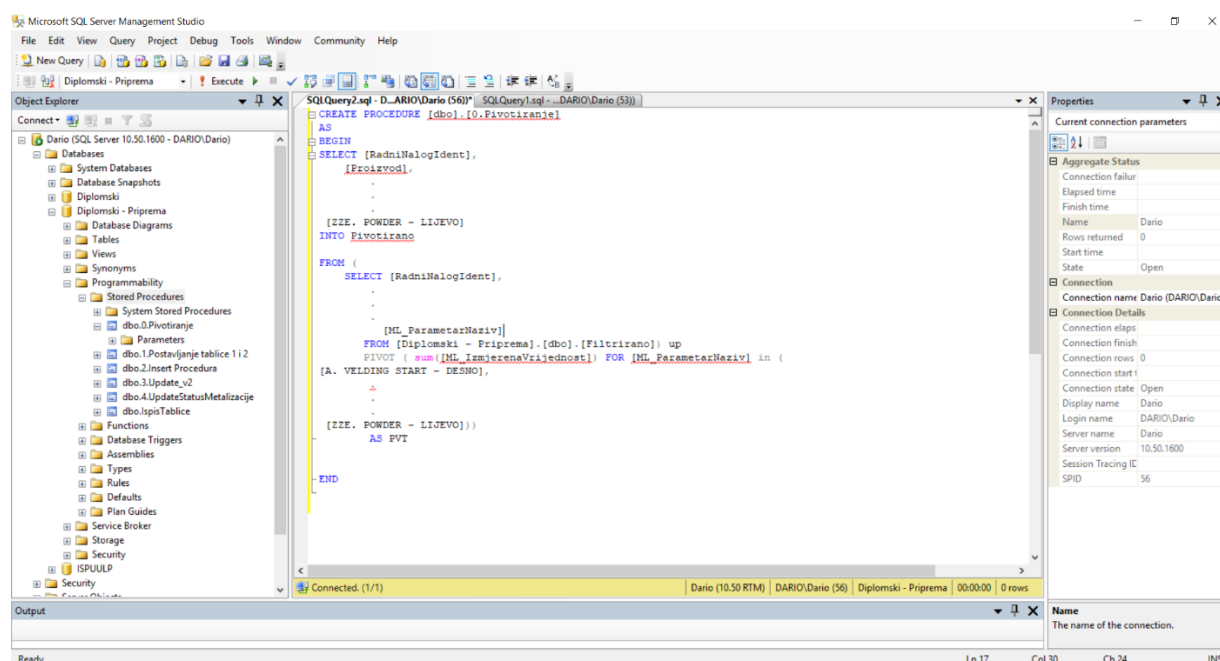 Microsoft SQL Server Management Studio
File Edit View Query Project Debug Tools Window Community Help
New Query
Diplomski - Priprema Execute
Object Explorer
Connect
Dario (SQL Server 10.50.1600 - DARIO\Dario)
Databases
System Databases
Database Snapshots
Diplomski
Diplomski - Priprema
Database Diagrams
Tables
Views
Synonyms
Programmability
Stored Procedures
System Stored Procedures
dbo.0.Pivotiranje
Parameters
dbo.1.Postavljanje tablice 1 i 2
dbo.2.Insert Procedura
dbo.3.Update_v2
dbo.4.UpdateStatusMetalizacije
dbo.IspisTablice
Functions
Database Triggers
Assemblies
Types
Rules
Defaults
Plan Guides
Service Broker
Storage
Security
ISPUULP
Security
SQLQuery2.sql - D...ARIO\Dario (56))* SQLQuery1.sql - ...DARIO\Dario (53))
CREATE PROCEDURE [dbo].[0.Pivotiranje]
AS
BEGIN
SELECT [RadniNalogIdent],
[Proizvod],
.
.
.
[ZZE. POWDER - LIJEVO]
INTO Pivotirano
FROM (
SELECT [RadniNalogIdent],
.
.
.
[ML_ParametarNaziv]
FROM [Diplomski - Priprema].[dbo].[Filtrirano]) up
PIVOT ( sum([ML_IzmjerenaVrijednost]) FOR [ML_ParametarNaziv] in (
[A. VELDING START - DESNO],
.
.
.
[ZZE. POWDER - LIJEVO]))
AS PVT
END
Connected. (1/1) Dario (10.50 RTM) DARIO\Dario (56) Diplomski - Priprema 00:00:00 0 rows
Properties
Current connection parameters
Aggregate Status
Connection failur
Elapsed time
Finish time
Name Dario
Rows returned 0
Start time
State Open
Connection
Connection name Dario (DARIO\Dario
Connection Details
Connection elaps
Connection finish
Connection rows 0
Connection start t
Connection state Open
Display name Dario
Login name DARIO\Dario
Server name Dario
Server version 10.50.1600
Session Tracing ID
SPID 56
Name
The name of the connection.
Output
Ready Ln 17 Col 30 Ch 24 INS